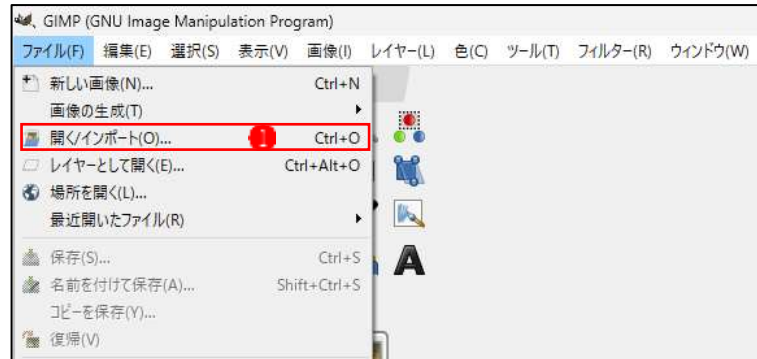 GIMP (GNU Image Manipulation Program)
ファイル(F) 編集(E) 選択(S) 表示(V) 画像(I) レイヤー(L) 色(C) ツール(T) フィルター(R) ウィンドウ(W)
新しい画像(N)... Ctrl+N
画像の生成(T)
開く/インポート(O)... 1 Ctrl+O
レイヤーとして開く(E)... Ctrl+Alt+O
場所を開く(L)...
最近開いたファイル(R)
保存(S)... Ctrl+S
名前を付けて保存(A)... Shift+Ctrl+S
コピーを保存(Y)...
復帰(V)
A